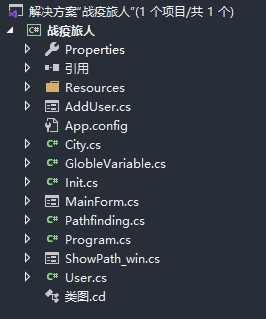 解决方案"战疫旅人"(1 个项目/共 1 个)
战疫旅人
Properties
引用
Resources
AddUser.cs
App.config
City.cs
GlobleVariable.cs
Init.cs
MainForm.cs
Pathfinding.cs
Program.cs
ShowPath_win.cs
User.cs
类图.cd